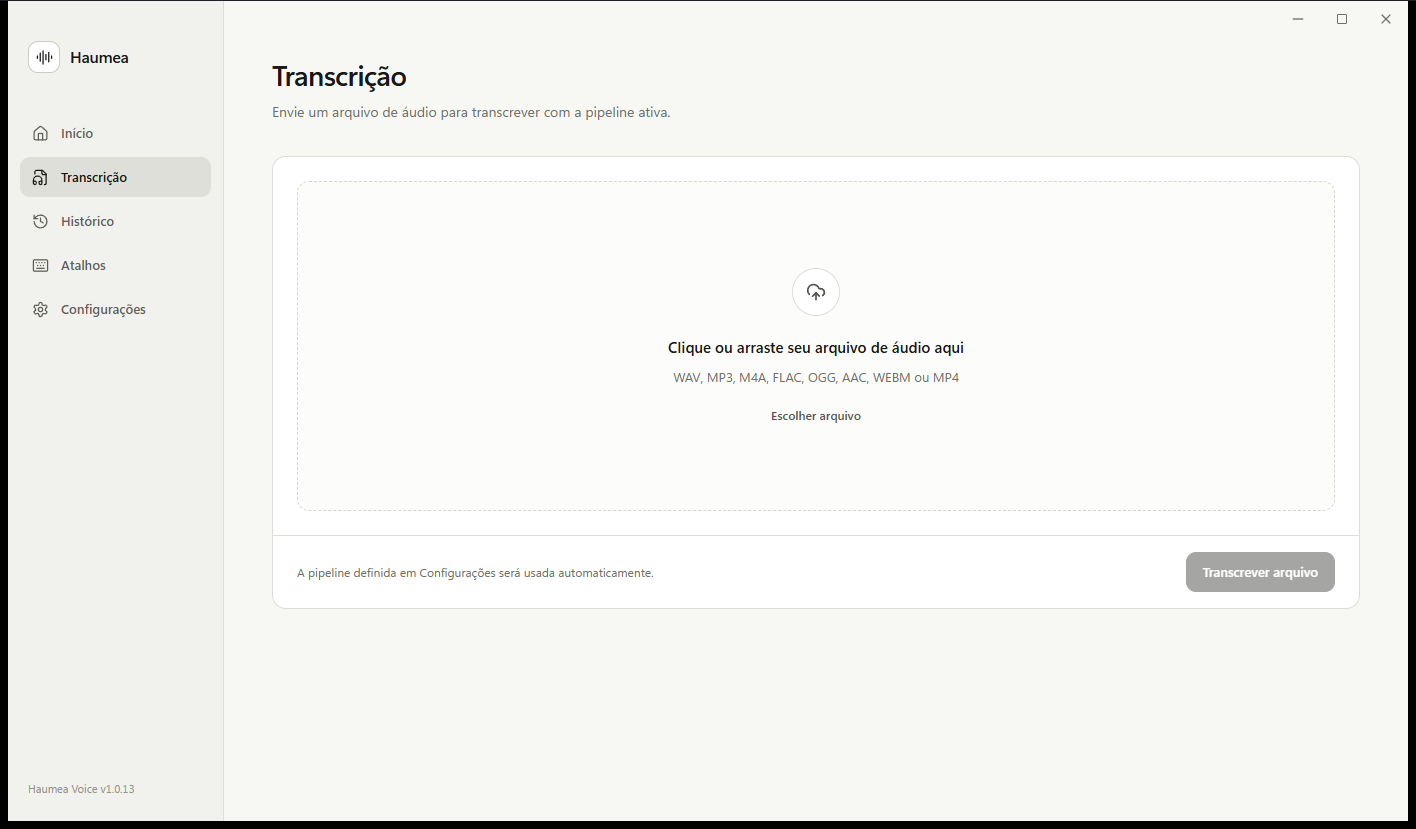 Haumea
Início
Transcrição
Histórico
Atalhos
Configurações
Haumea Voice v1.0.13
Transcrição
Envie um arquivo de áudio para transcrever com a pipeline ativa.
Clique ou arraste seu arquivo de áudio aqui
WAV, MP3, M4A, FLAC, OGG, AAC, WEBM ou MP4
Escolher arquivo
A pipeline definida em Configurações será usada automaticamente.
Transcrever arquivo